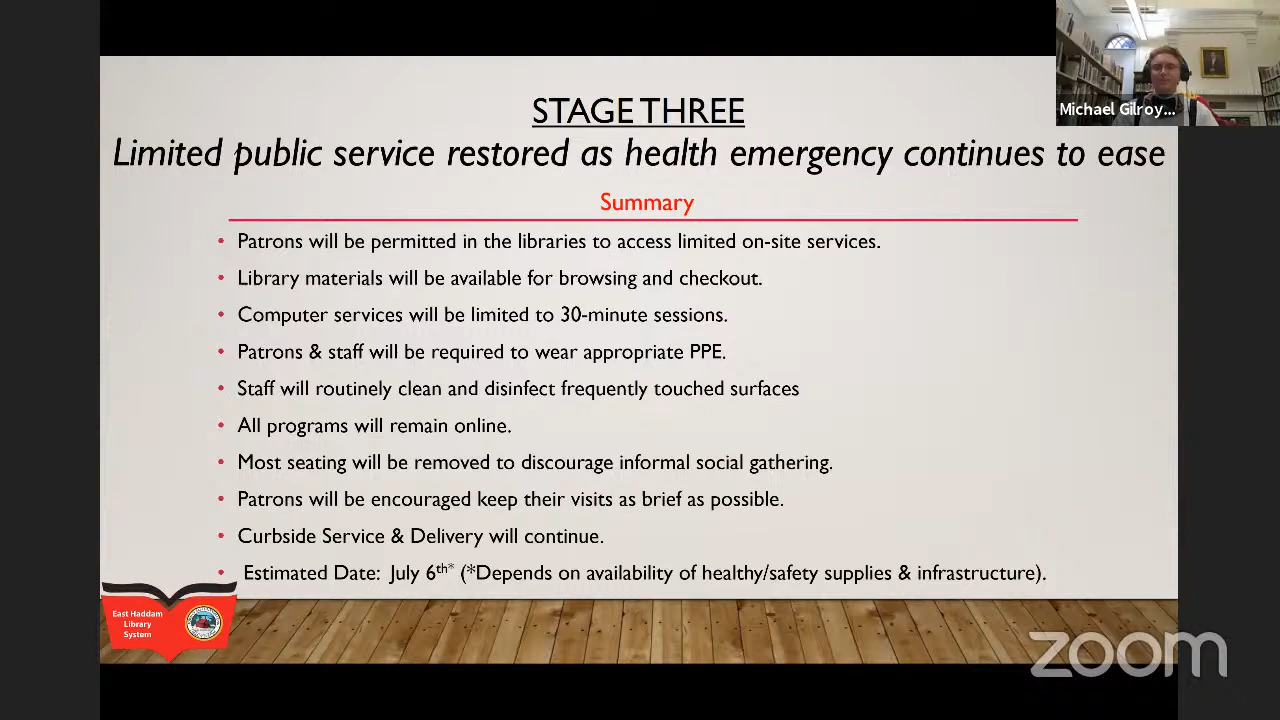 STAGE THREE
Limited public service restored as health emergency continues to ease
Michael Gilroy...
Summary
• Patrons will be permitted in the libraries to access limited on-site services.
• Library materials will be available for browsing and checkout.
• Computer services will be limited to 30-minute sessions.
• Patrons & staff will be required to wear appropriate PPE.
• Staff will routinely clean and disinfect frequently touched surfaces
• All programs will remain online.
• Most seating will be removed to discourage informal social gathering.
• Patrons will be encouraged keep their visits as brief as possible.
• Curbside Service & Delivery will continue.
• Estimated Date: July 6th* (*Depends on availability of healthy/safety supplies & infrastructure).
East Haddam
Library
System
zoom